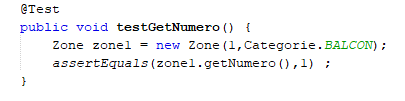 @Test
public void testGetNumero() {
Zone zone1 = new Zone(1,Categorie.BALCON);
assertEquals(zone1.getNumero(),1) ;
}